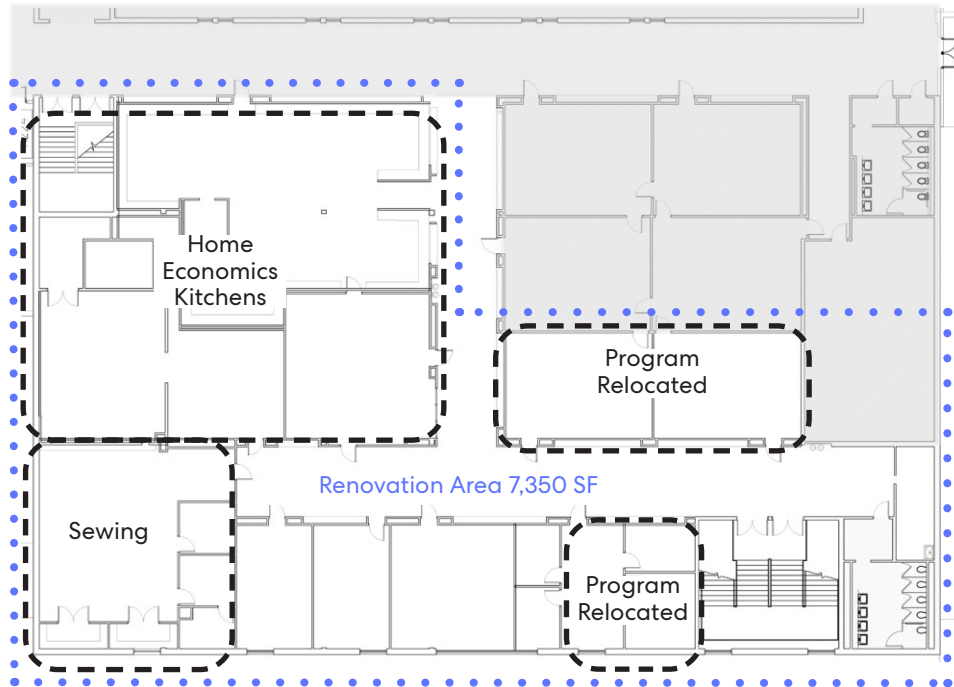 Home
Economics
Kitchens
Program
Relocated
Renovation Area 7,350 SF
Sewing
Program
Relocated